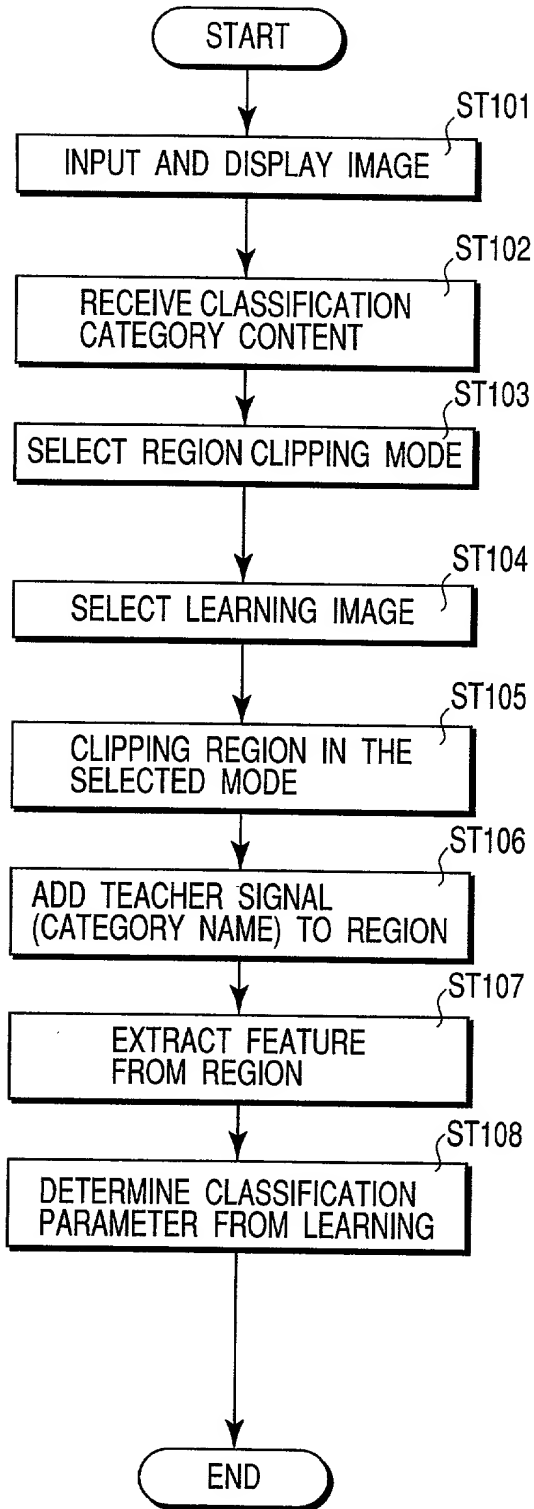 START
ST101
INPUT AND DISPLAY IMAGE
ST102
RECEIVE CLASSIFICATION
CATEGORY CONTENT
ST103
SELECT REGION CLIPPING MODE
ST104
SELECT LEARNING IMAGE
ST105
CLIPPING REGION IN THE
SELECTED MODE
ST106
ADD TEACHER SIGNAL
(CATEGORY NAME) TO REGION
ST107
EXTRACT FEATURE
FROM REGION
ST108
DETERMINE CLASSIFICATION
PARAMETER FROM LEARNING
END